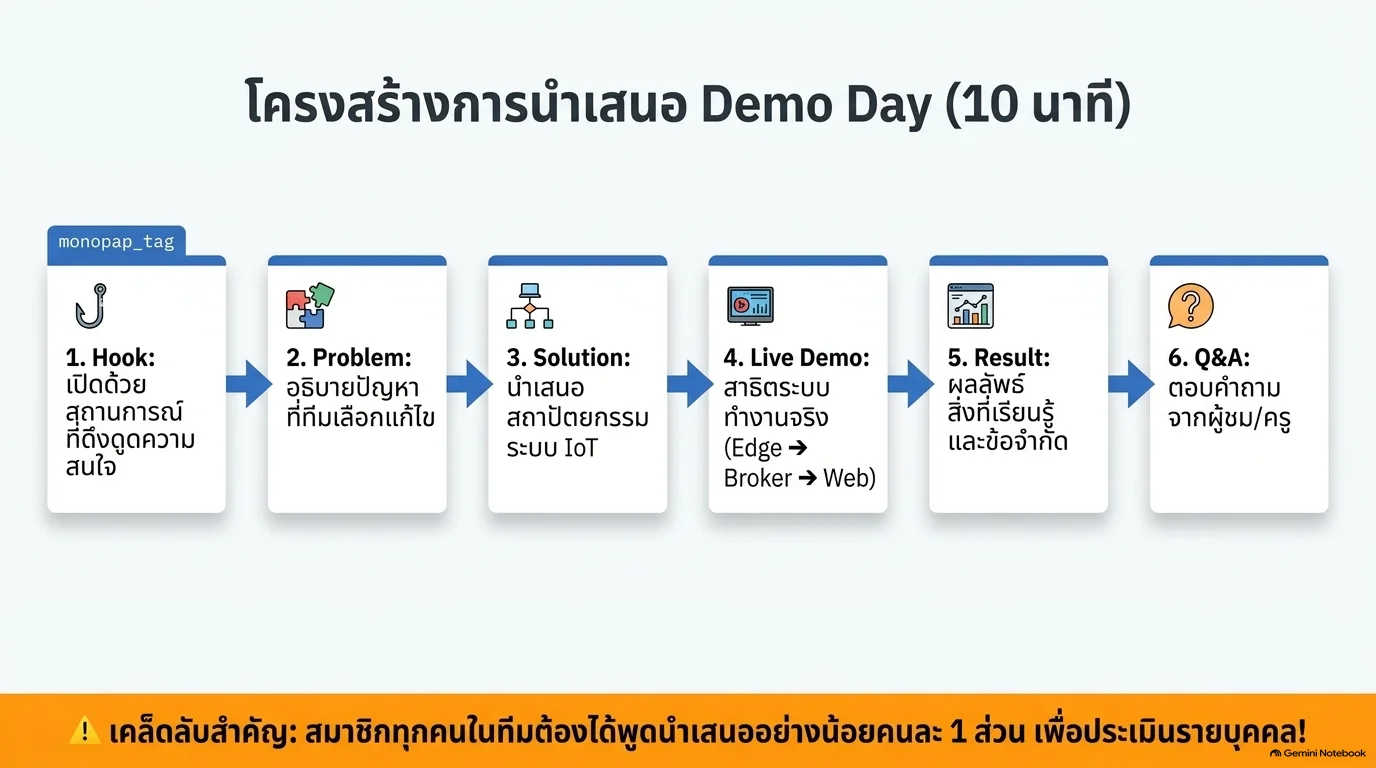 โครงสร้างการนำเสนอ Demo Day (10 นาที)
monopap_tag
1. Hook:
เปิดด้วย
สถานการณ์
ที่ดึงดูดความ
สนใจ
2. Problem:
อธิบายปัญหา
ที่ทีมเลือกแก้ไข
3. Solution:
นำเสนอ
สถาปัตยกรรม
ระบบ IoT
4. Live Demo:
สาธิตระบบ
ทำงานจริง
(Edge ➔
Broker ➔ Web)
5. Result:
ผลลัพธ์
สิ่งที่เรียนรู้
และข้อจำกัด
6. Q&A:
ตอบคำถาม
จากผู้ชม/ครู
⚠️ เคล็ดลับสำคัญ: สมาชิกทุกคนในทีมต้องได้พูดนำเสนออย่างน้อยคนละ 1 ส่วน เพื่อประเมินรายบุคคล!
Gemini Notebook